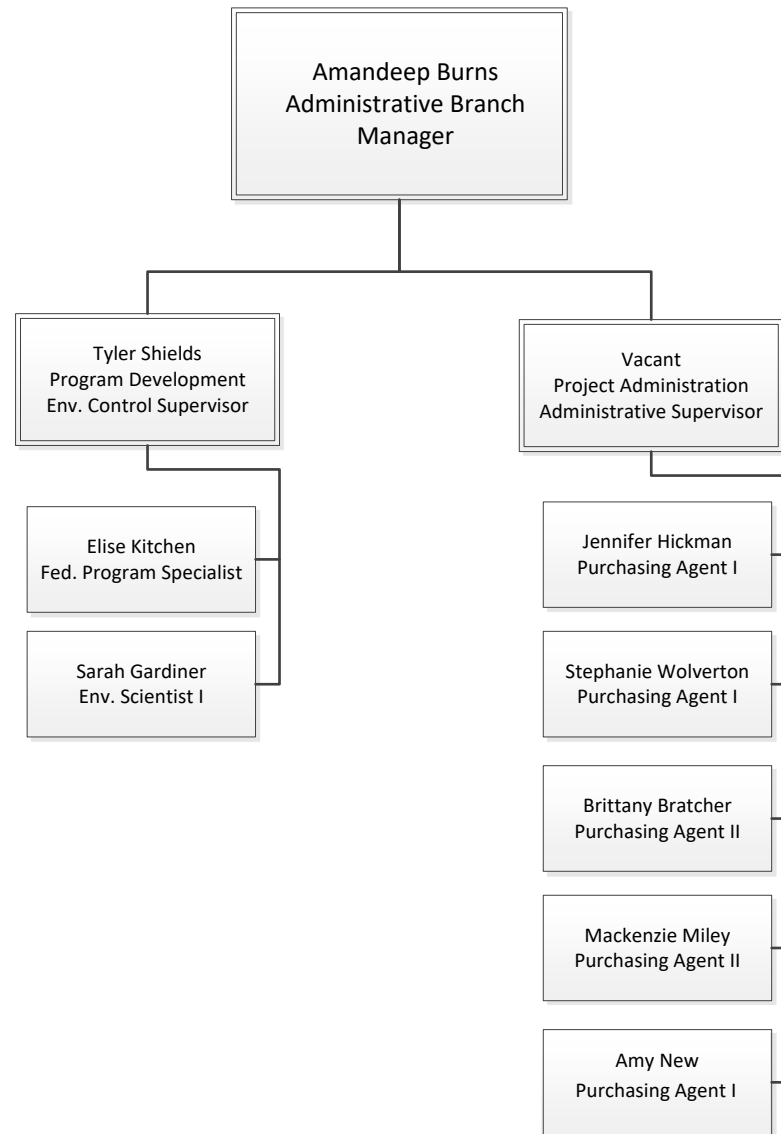 Amandeep Burns
Administrative Branch
Manager
Tyler Shields
Program Development
Env. Control Supervisor
Vacant
Project Administration
Administrative Supervisor
Elise Kitchen
Fed. Program Specialist
Sarah Gardiner
Env. Scientist I
Jennifer Hickman
Purchasing Agent I
Stephanie Wolverton
Purchasing Agent I
Brittany Bratcher
Purchasing Agent II
Mackenzie Miley
Purchasing Agent II
Amy New
Purchasing Agent I